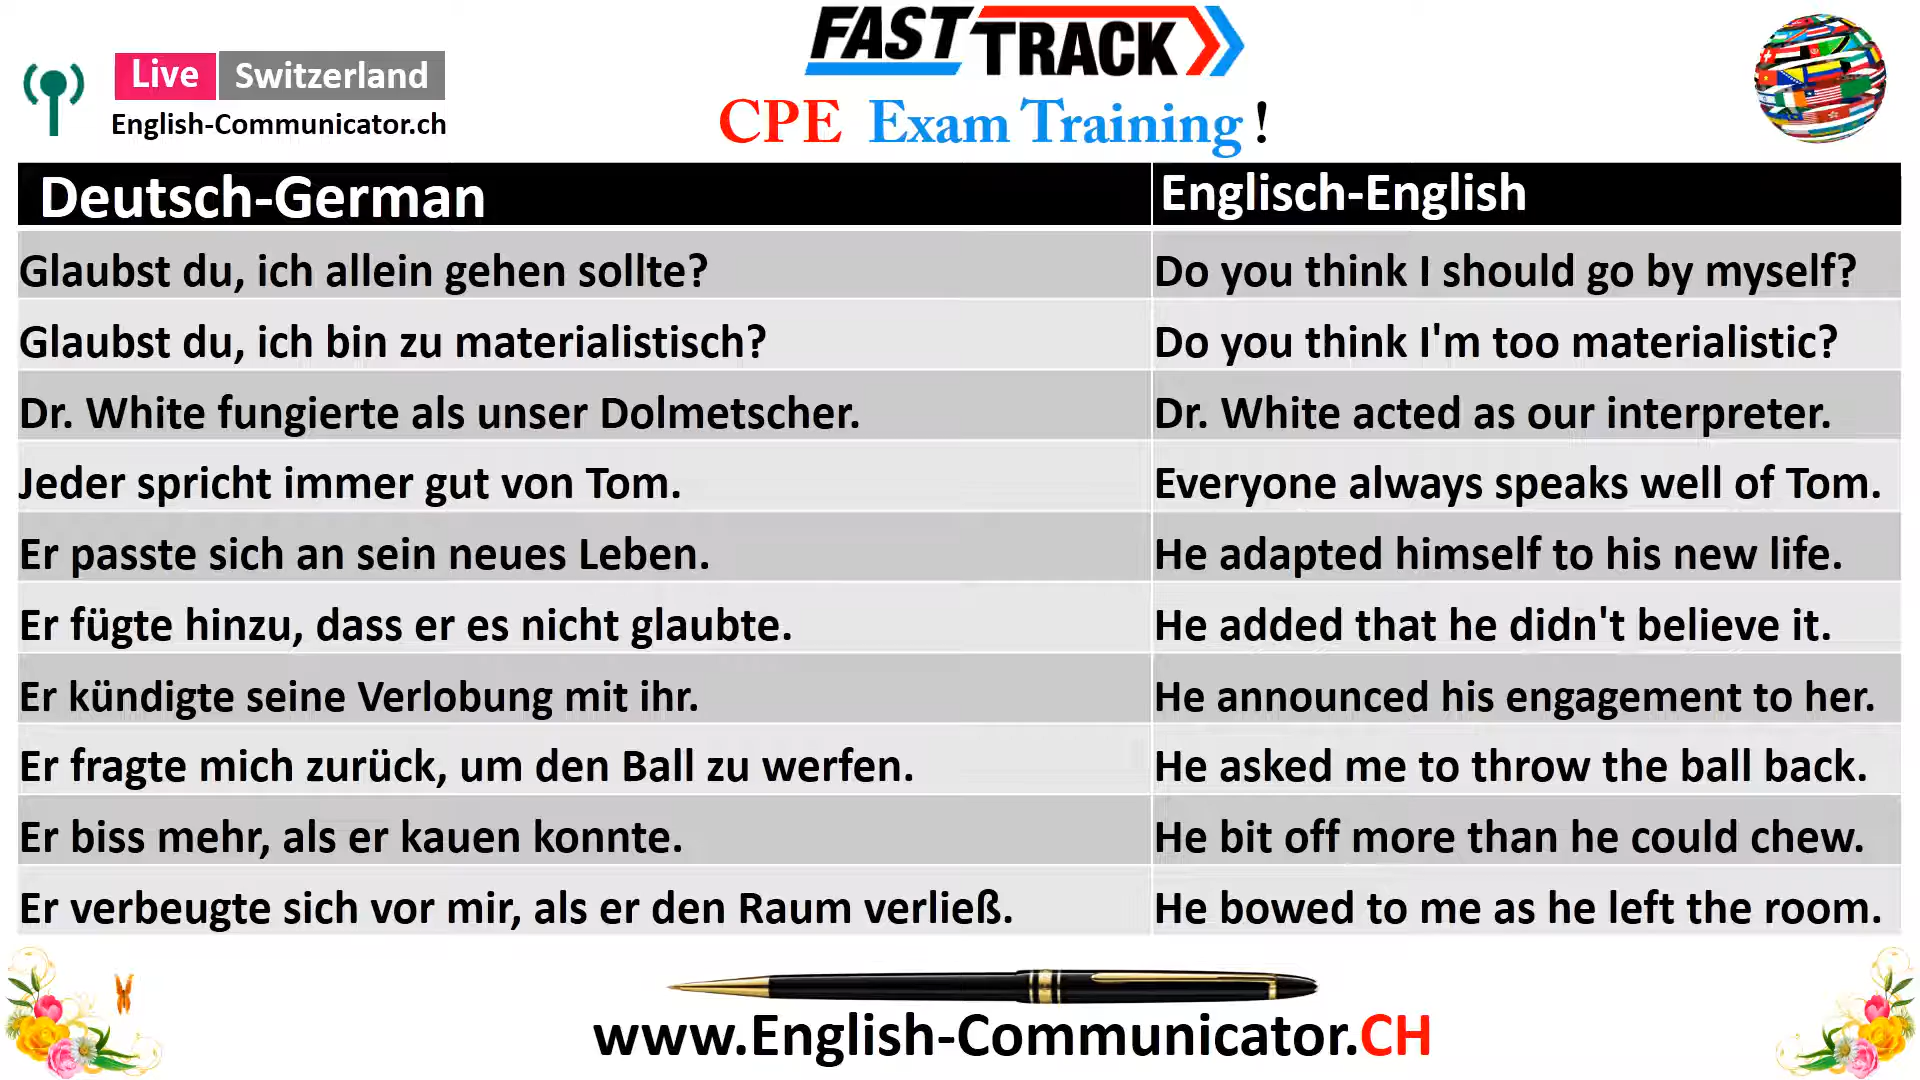 FAST TRACK
Live Switzerland
English-Communicator.ch
CPE Exam Training !
Deutsch-German Englisch-English
Glaubst du, ich allein gehen sollte? Do you think I should go by myself?
Glaubst du, ich bin zu materialistisch? Do you think I'm too materialistic?
Dr. White fungierte als unser Dolmetscher. Dr. White acted as our interpreter.
Jeder spricht immer gut von Tom. Everyone always speaks well of Tom.
Er passte sich an sein neues Leben. He adapted himself to his new life.
Er fügte hinzu, dass er es nicht glaubte. He added that he didn't believe it.
Er kündigte seine Verlobung mit ihr. He announced his engagement to her.
Er fragte mich zurück, um den Ball zu werfen. He asked me to throw the ball back.
Er biss mehr, als er kauen konnte. He bit off more than he could chew.
Er verbeugte sich vor mir, als er den Raum verließ. He bowed to me as he left the room.
www.English-Communicator.CH